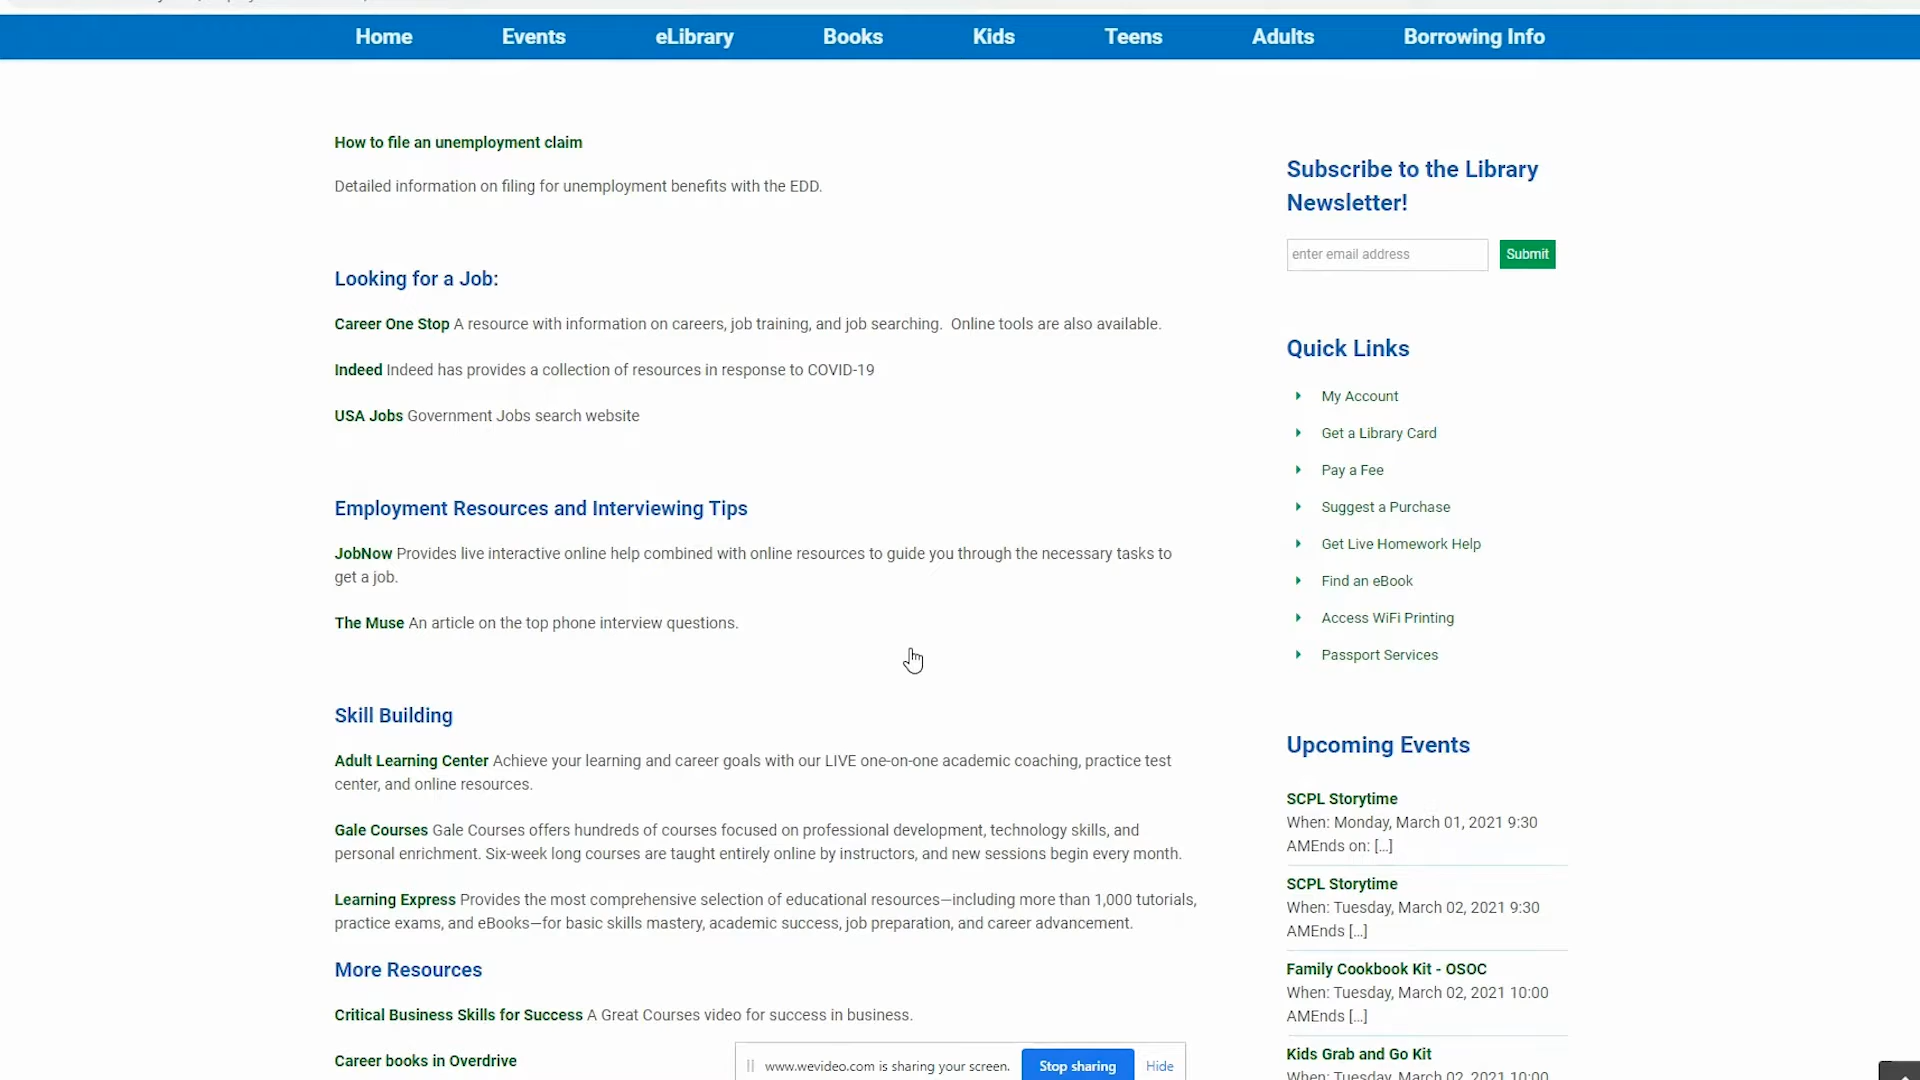 Home Events eLibrary Books Kids Teens Adults Borrowing Info
How to file an unemployment claim
Detailed information on filing for unemployment benefits with the EDD.
Looking for a Job:
Career One Stop A resource with information on careers, job training, and job searching.  Online tools are also available.
Indeed Indeed has provides a collection of resources in response to COVID-19
USA Jobs Government Jobs search website
Employment Resources and Interviewing Tips
JobNow Provides live interactive online help combined with online resources to guide you through the necessary tasks to
get a job.
The Muse An article on the top phone interview questions.
Skill Building
Adult Learning Center Achieve your learning and career goals with our LIVE one-on-one academic coaching, practice test
center, and online resources.
Gale Courses Gale Courses offers hundreds of courses focused on professional development, technology skills, and
personal enrichment. Six-week long courses are taught entirely online by instructors, and new sessions begin every month.
Learning Express Provides the most comprehensive selection of educational resources—including more than 1,000 tutorials,
practice exams, and eBooks—for basic skills mastery, academic success, job preparation, and career advancement.
More Resources
Critical Business Skills for Success A Great Courses video for success in business.
Career books in Overdrive
Subscribe to the Library
Newsletter!
enter email address Submit
Quick Links
My Account
Get a Library Card
Pay a Fee
Suggest a Purchase
Get Live Homework Help
Find an eBook
Access WiFi Printing
Passport Services
Upcoming Events
SCPL Storytime
When: Monday, March 01, 2021 9:30
AMEnds on: [...]
SCPL Storytime
When: Tuesday, March 02, 2021 9:30
AMEnds [...]
Family Cookbook Kit - OSOC
When: Tuesday, March 02, 2021 10:00
AMEnds [...]
Kids Grab and Go Kit
When: Tuesday, March 02, 2021 10:00
www.wevideo.com is sharing your screen. Stop sharing Hide